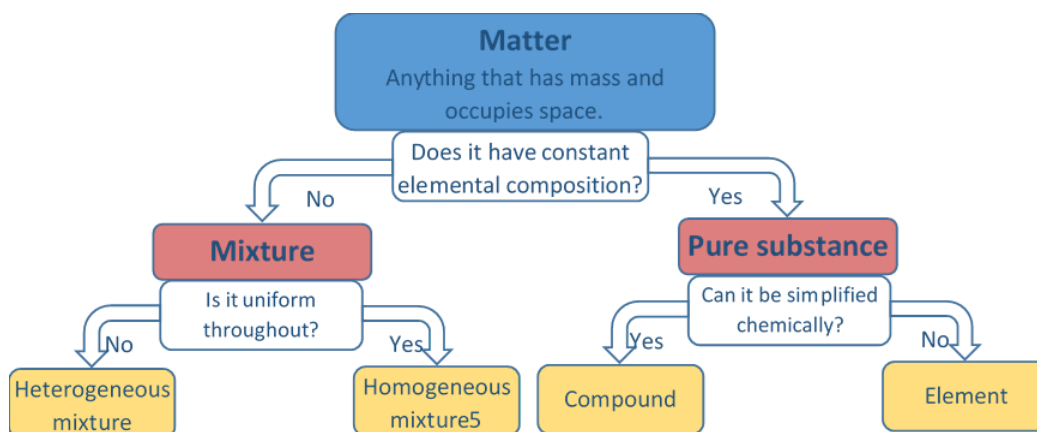 Matter
Anything that has mass and
occupies space.
Does it have constant
elemental composition?
No
Yes
Mixture
Pure substance
Is it uniform
throughout?
Can it be simplified
chemically?
No
Yes
Yes
No
Heterogeneous
mixture
Homogeneous
mixture5
Compound
Element